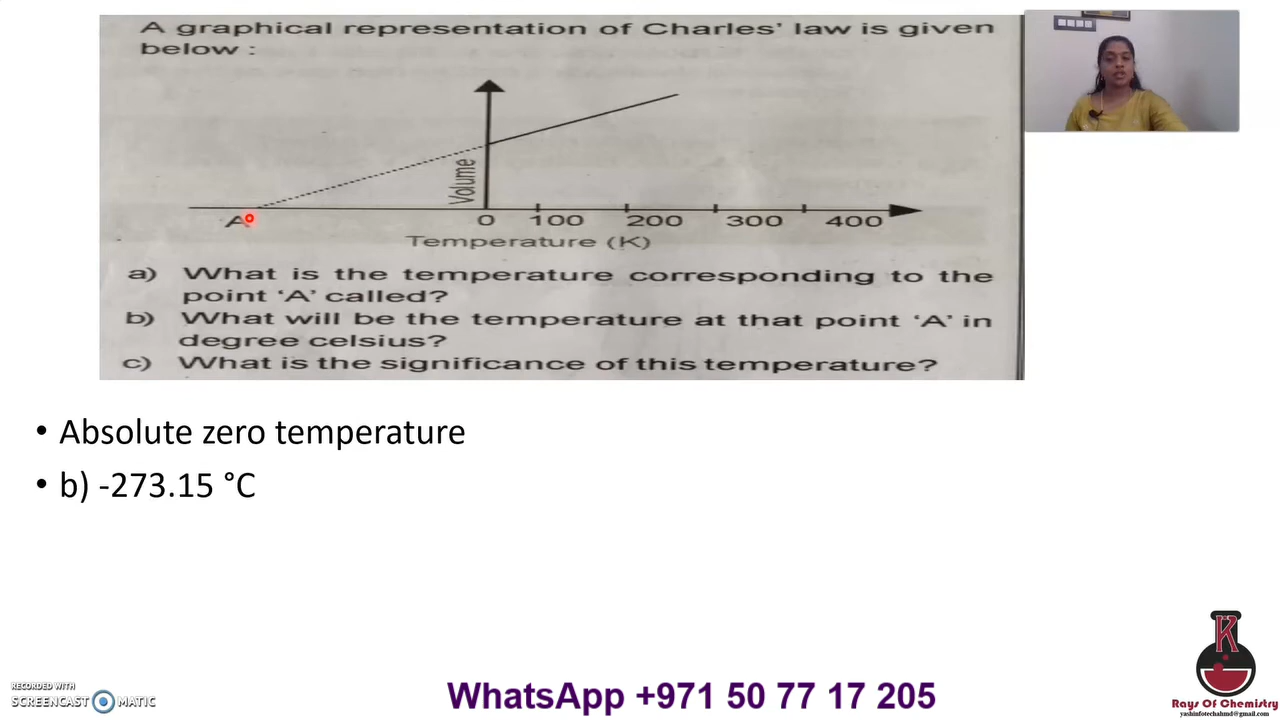 A graphical representation of Charles' law is given
below :
Volume
A
0 100 200 300 400
Temperature (K)
a) What is the temperature corresponding to the
point 'A' called?
b) What will be the temperature at that point 'A' in
degree celsius?
c) What is the significance of this temperature?
• Absolute zero temperature
• b) -273.15 °C
RECORDED WITH
SCREENCAST MATIC
WhatsApp +971 50 77 17 205
K
Rays Of Chemistry
yashinfotechahmd@gmail.com